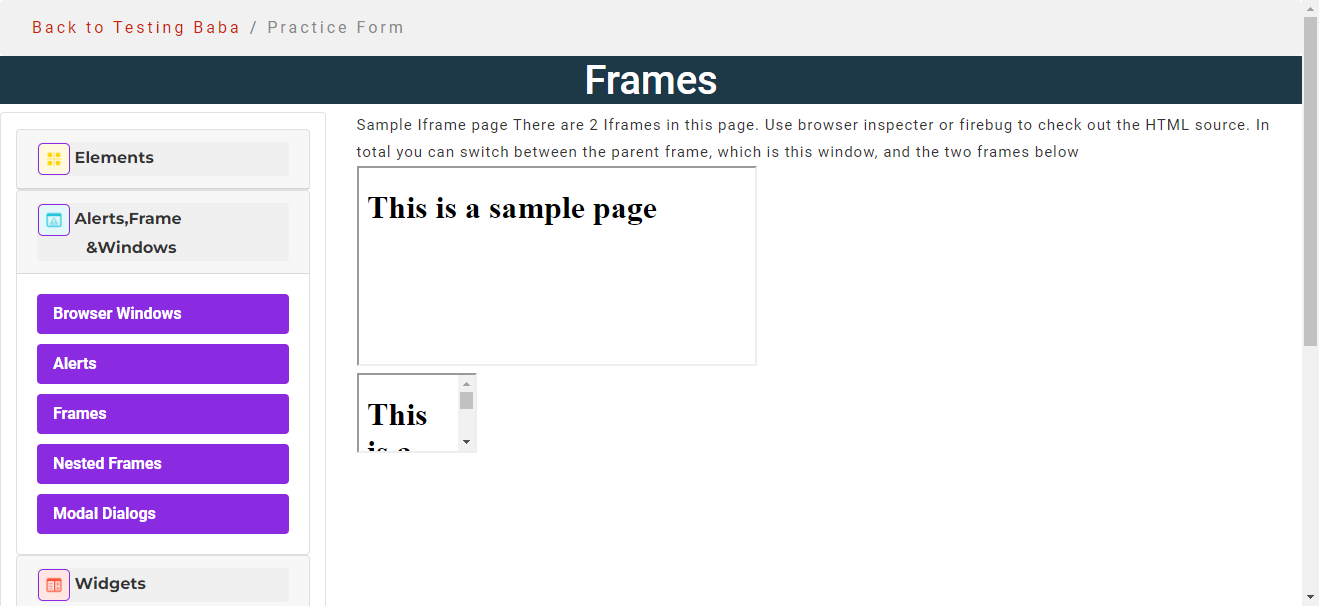 Back to Testing Baba / Practice Form
Frames
Elements
Alerts,Frame
&Windows
Browser Windows
Alerts
Frames
Nested Frames
Modal Dialogs
Widgets
Sample Iframe page There are 2 Iframes in this page. Use browser inspecter or firebug to check out the HTML source. In
total you can switch between the parent frame, which is this window, and the two frames below
This is a sample page
This
is a